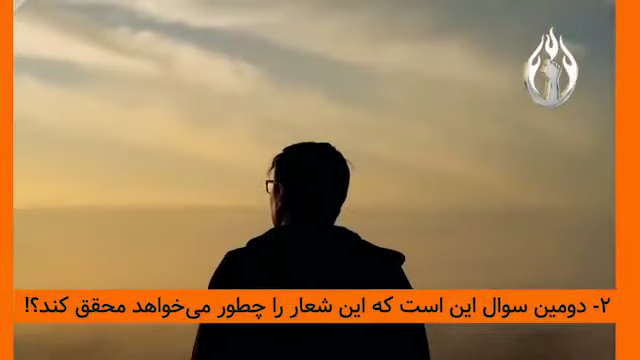 ۲- دومین سوال این است که این شعار را چطور می‌خواهد محقق کند؟!